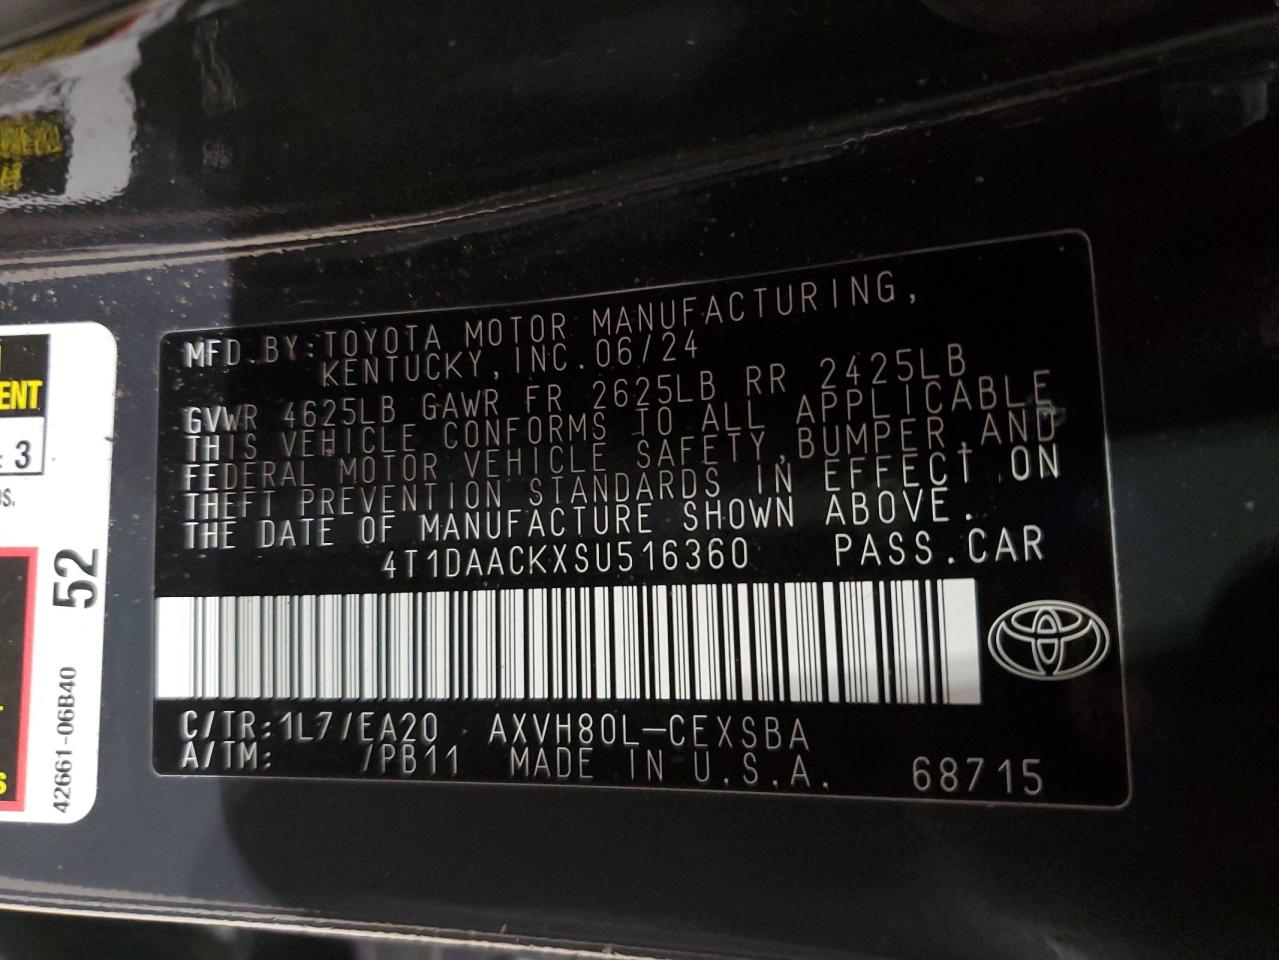 MFD.BY:TOYOTA MOTOR MANUFACTURING,
KENTUCKY,INC.06/24
GVWR 4625LB GAWR FR 2625LB RR 2425LB
THIS VEHICLE CONFORMS TO ALL APPLICABLE
FEDERAL MOTOR VEHICLE SAFETY,BUMPER,AND
THEFT PREVENTION STANDARDS IN EFFECT ON
THE DATE OF MANUFACTURE SHOWN ABOVE.
4T1DAACKXSU516360 PASS.CAR
C/TR:1L7/EA20 AXVH80L-CEXSBA
A/TM: /PB11 MADE IN U.S.A. 68715
ENT
: 3
52
42661-06B40